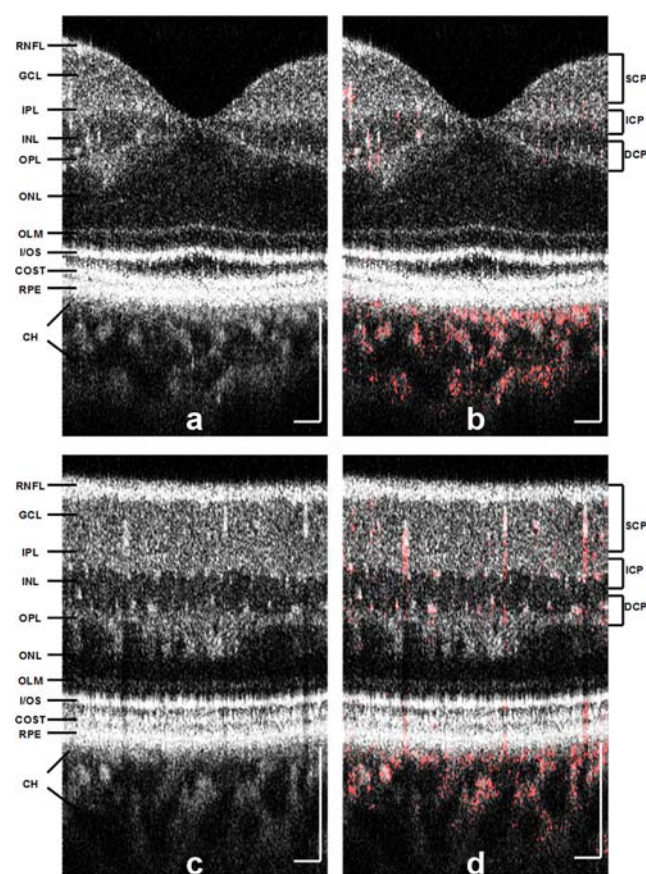 RNFL
GCL
IPL
INL
OPL
ONL
OLM
I/OS
COST
RPE
CH
a
SCP
ICP
DCP
b
RNFL
GCL
IPL
INL
OPL
ONL
OLM
I/OS
COST
RPE
CH
c
SCP
ICP
DCP
d